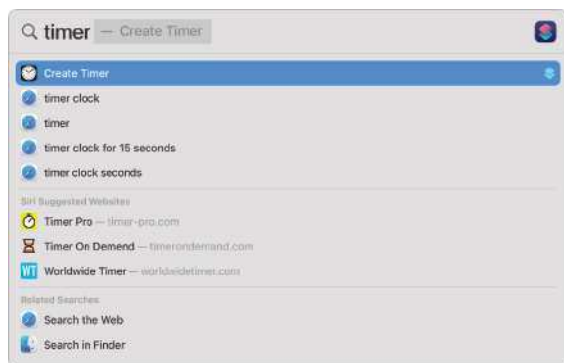 timer — Create Timer
Create Timer
timer clock
timer
timer clock for 15 seconds
timer clock seconds
Siri Suggested Websites
Timer Pro — timer-pro.com
Timer On Demend — timerondemand.com
WT Worldwide Timer — worldwidetimer.com
Related Searches
Search the Web
Search in Finder